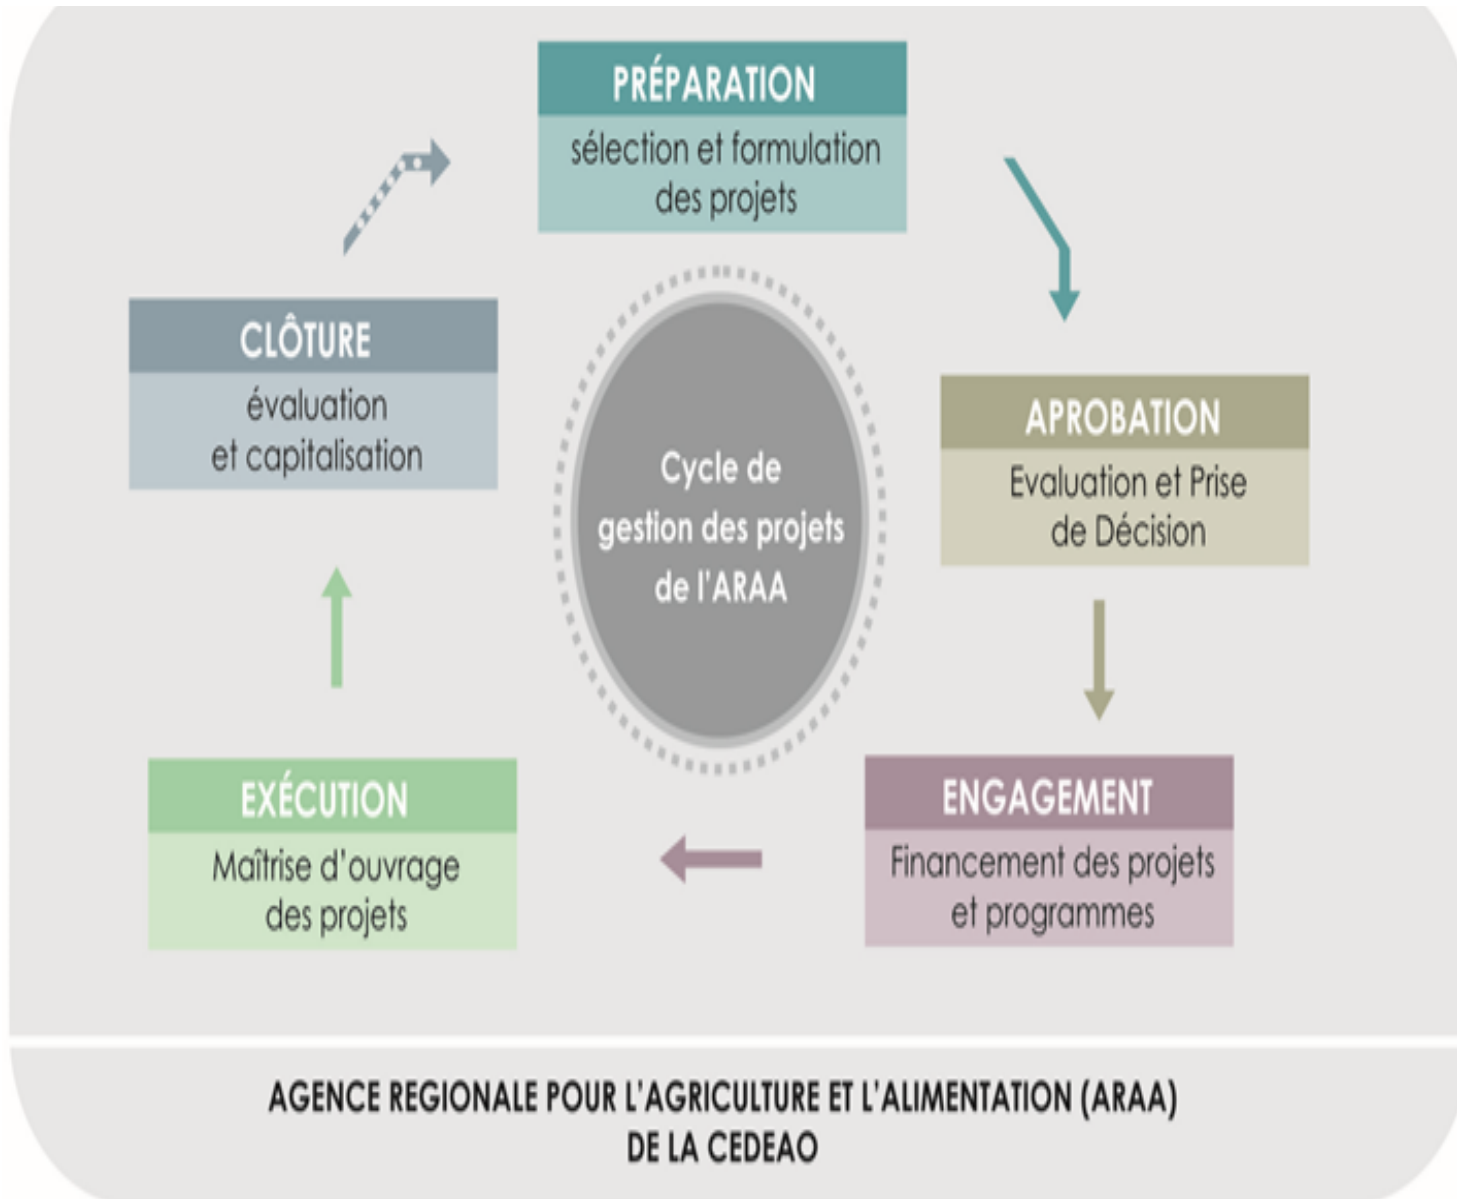 PRÉPARATION
sélection et formulation
des projets
CLÔTURE
évaluation
et capitalisation
APROBATION
Evaluation et Prise
de Décision
Cycle de
gestion des projets
de l'ARAA
EXÉCUTION
Maîtrise d'ouvrage
des projets
ENGAGEMENT
Financement des projets
et programmes
AGENCE REGIONALE POUR L'AGRICULTURE ET L'ALIMENTATION (ARAA)
DE LA CEDEAO